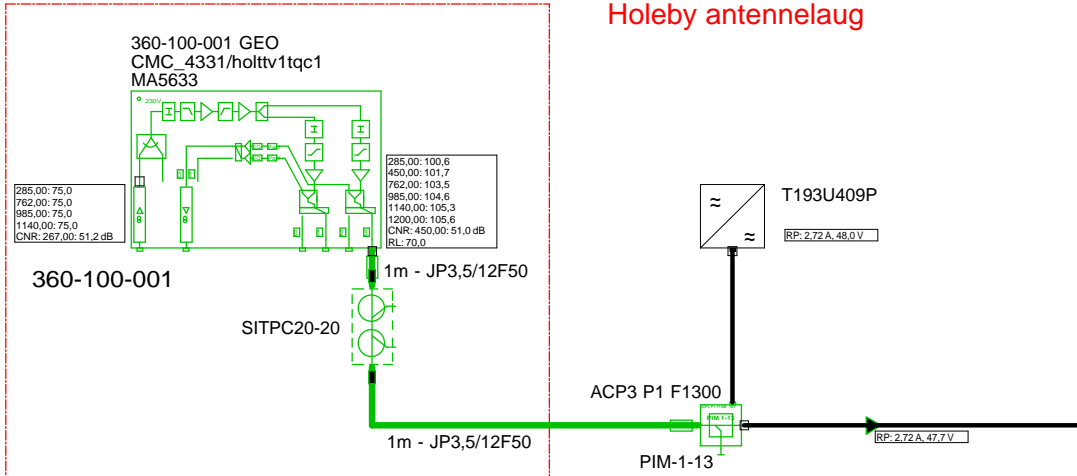 Holeby antennelaug
360-100-001 GEO
CMC_4331/holttv1tqc1
MA5633
230V
285,00: 75,0
762,00: 75,0
985,00: 75,0
1140,00: 75,0
CNR: 267,00: 51,2 dB
285,00: 100,6
450,00: 101,7
762,00: 103,5
985,00: 104,6
1140,00: 105,3
1200,00: 105,6
CNR: 450,00: 51,0 dB
RL: 70,0
360-100-001
1m - JP3,5/12F50
SITPC20-20
1m - JP3,5/12F50
T193U409P
RP: 2,72 A, 48,0 V
ACP3 P1 F1300
PIM 1-13
PIM-1-13
RP: 2,72 A, 47,7 V